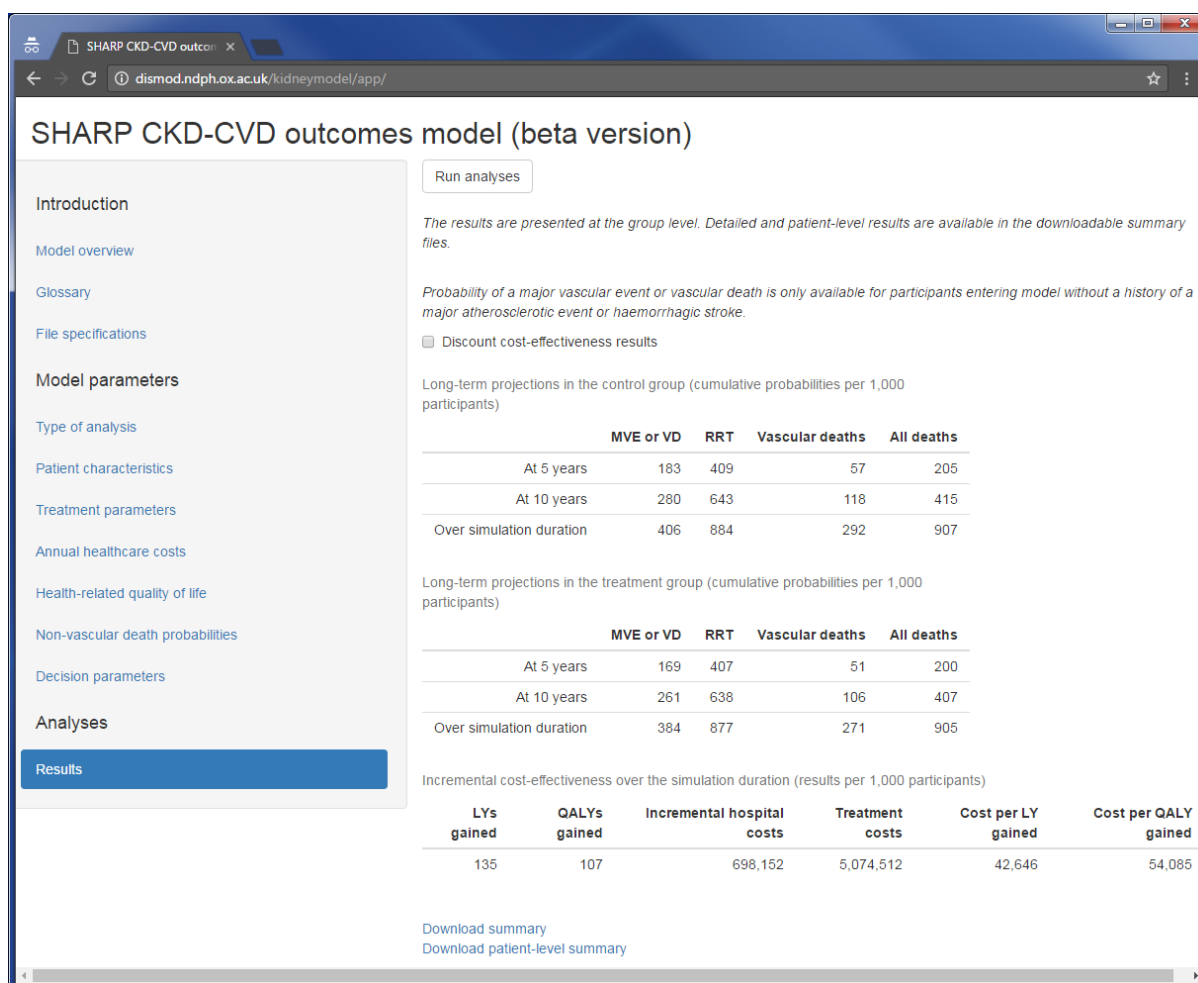 SHARP CKD-CVD outcon
dismod.ndph.ox.ac.uk/kidneymodel/app/
SHARP CKD-CVD outcomes model (beta version)
Introduction
Model overview
Glossary
File specifications
Model parameters
Type of analysis
Patient characteristics
Treatment parameters
Annual healthcare costs
Health-related quality of life
Non-vascular death probabilities
Decision parameters
Analyses
Results
Run analyses
The results are presented at the group level. Detailed and patient-level results are available in the downloadable summary
files.
Probability of a major vascular event or vascular death is only available for participants entering model without a history of a
major atherosclerotic event or haemorrhagic stroke.
Discount cost-effectiveness results
Long-term projections in the control group (cumulative probabilities per 1,000
participants)
MVE or VD RRT Vascular deaths All deaths
At 5 years 183 409 57 205
At 10 years 280 643 118 415
Over simulation duration 406 884 292 907
Long-term projections in the treatment group (cumulative probabilities per 1,000
participants)
MVE or VD RRT Vascular deaths All deaths
At 5 years 169 407 51 200
At 10 years 261 638 106 407
Over simulation duration 384 877 271 905
Incremental cost-effectiveness over the simulation duration (results per 1,000 participants)
LYs QALYs Incremental hospital Treatment Cost per LY Cost per QALY
gained gained costs costs gained gained
135 107 698,152 5,074,512 42,646 54,085
Download summary
Download patient-level summary